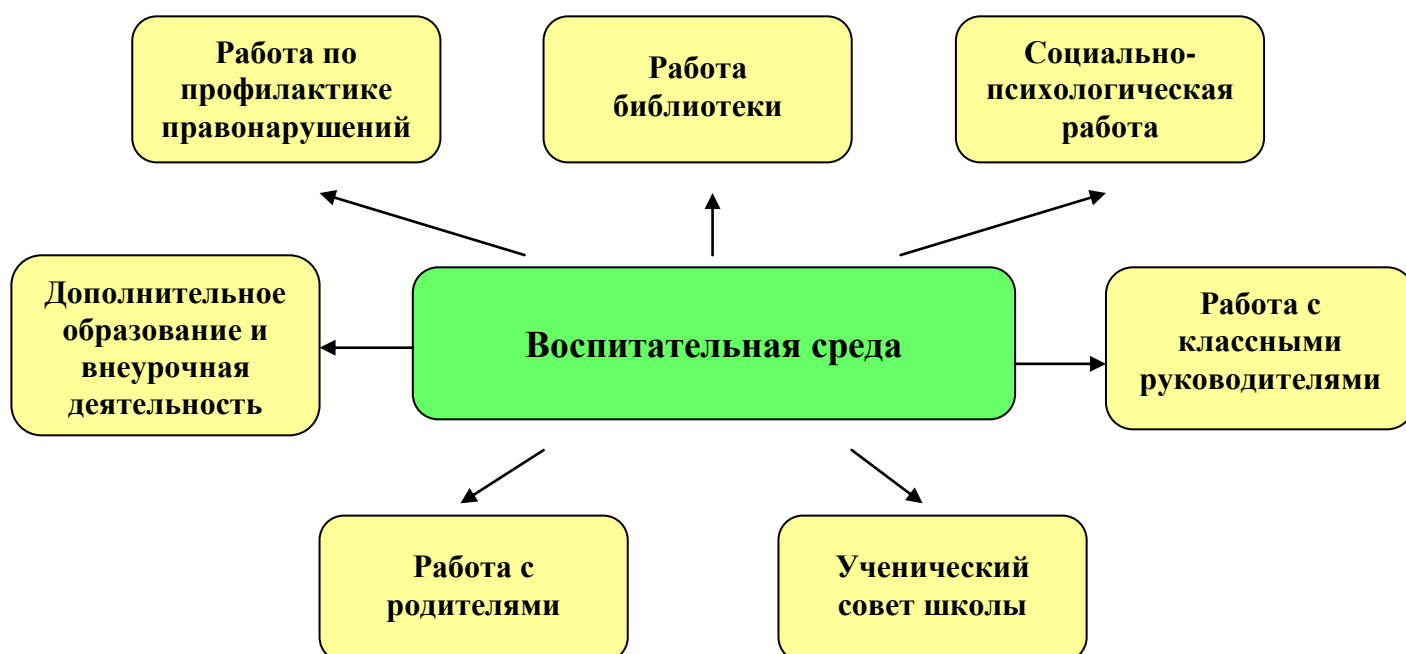 Работа по
профилактике
правонарушений
Работа
библиотеки
Социально-
психологическая
работа
Дополнительное
образование и
внеурочная
деятельность
Воспитательная среда
Работа с
классными
руководителями
Работа с
родителями
Ученический
совет школы